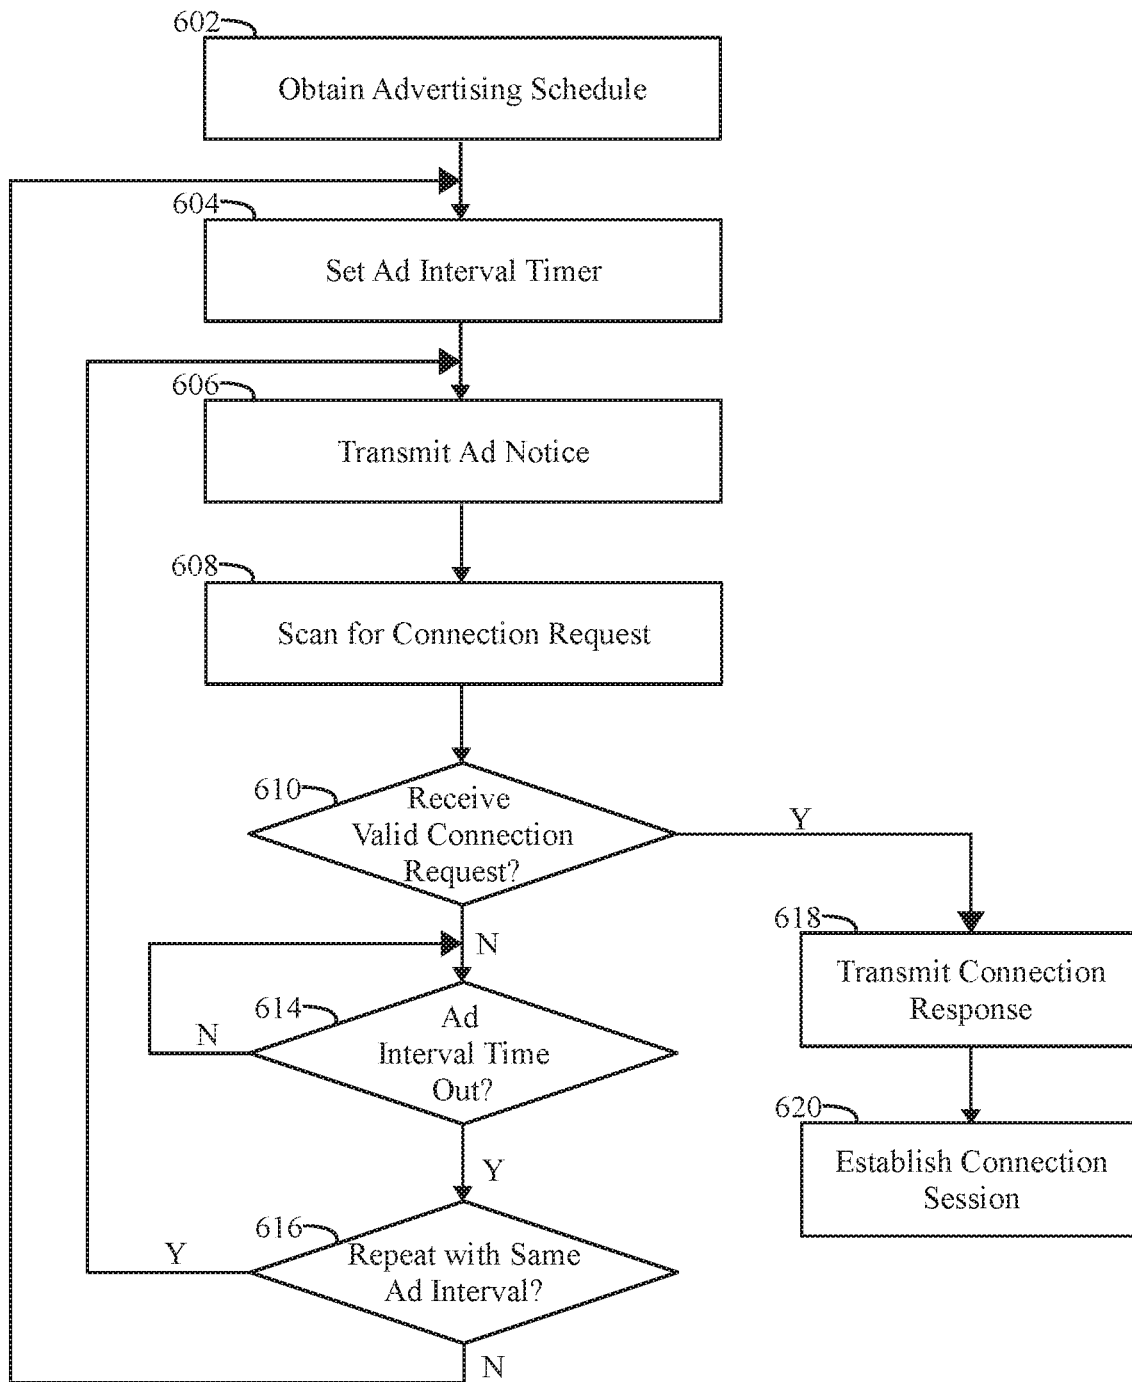 602
Obtain Advertising Schedule
604
Set Ad Interval Timer
606
Transmit Ad Notice
608
Scan for Connection Request
610
Receive
Valid Connection
Request?
Y
N
614
Ad
Interval Time
Out?
N
Y
616
Repeat with Same
Ad Interval?
Y
N
618
Transmit Connection
Response
620
Establish Connection
Session